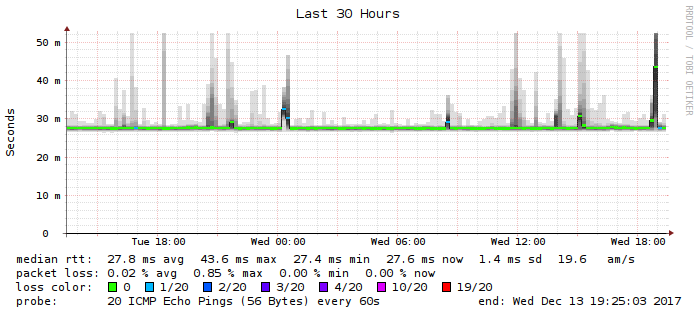 Last 30 Hours
RRDTOOL / TOBI OETIKER
Seconds
50 m
40 m
30 m
20 m
10 m
0
Tue 18:00 Wed 00:00 Wed 06:00 Wed 12:00 Wed 18:00
median rtt: 27.8 ms avg 43.6 ms max 27.4 ms min 27.6 ms now 1.4 ms sd 19.6 am/s
packet loss: 0.02 % avg 0.85 % max 0.00 % min 0.00 % now
loss color: 0 1/20 2/20 3/20 4/20 10/20 19/20
probe: 20 ICMP Echo Pings (56 Bytes) every 60s end: Wed Dec 13 19:25:03 2017